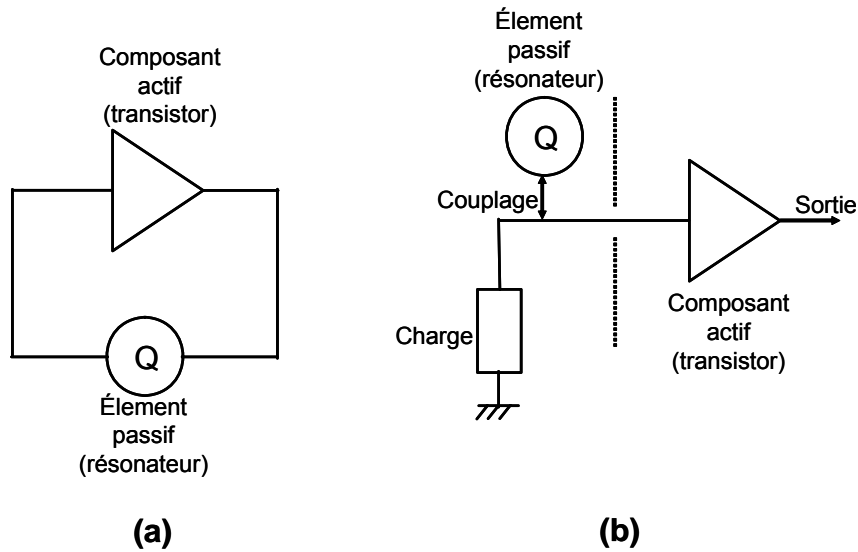 Composant
actif
(transistor)
Q
Élement
passif
(résonateur)
(a)
Élement
passif
(résonateur)
Q
Couplage
Sortie
Charge
Composant
actif
(transistor)
(b)